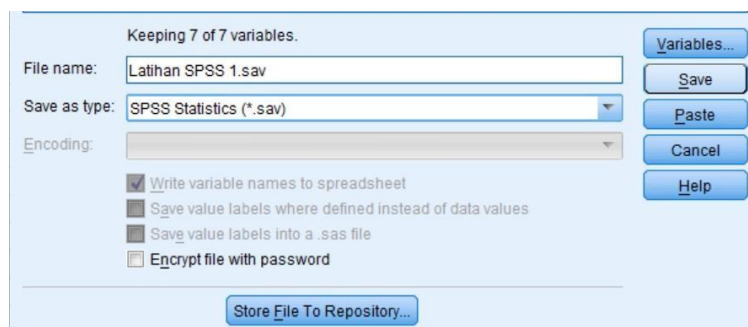 Keeping 7 of 7 variables.
Variables...
File name: Latihan SPSS 1.sav
Save
Save as type: SPSS Statistics (*.sav)
Paste
Encoding:
Cancel
Write variable names to spreadsheet
Help
Save value labels where defined instead of data values
Save value labels into a .sas file
Encrypt file with password
Store File To Repository...